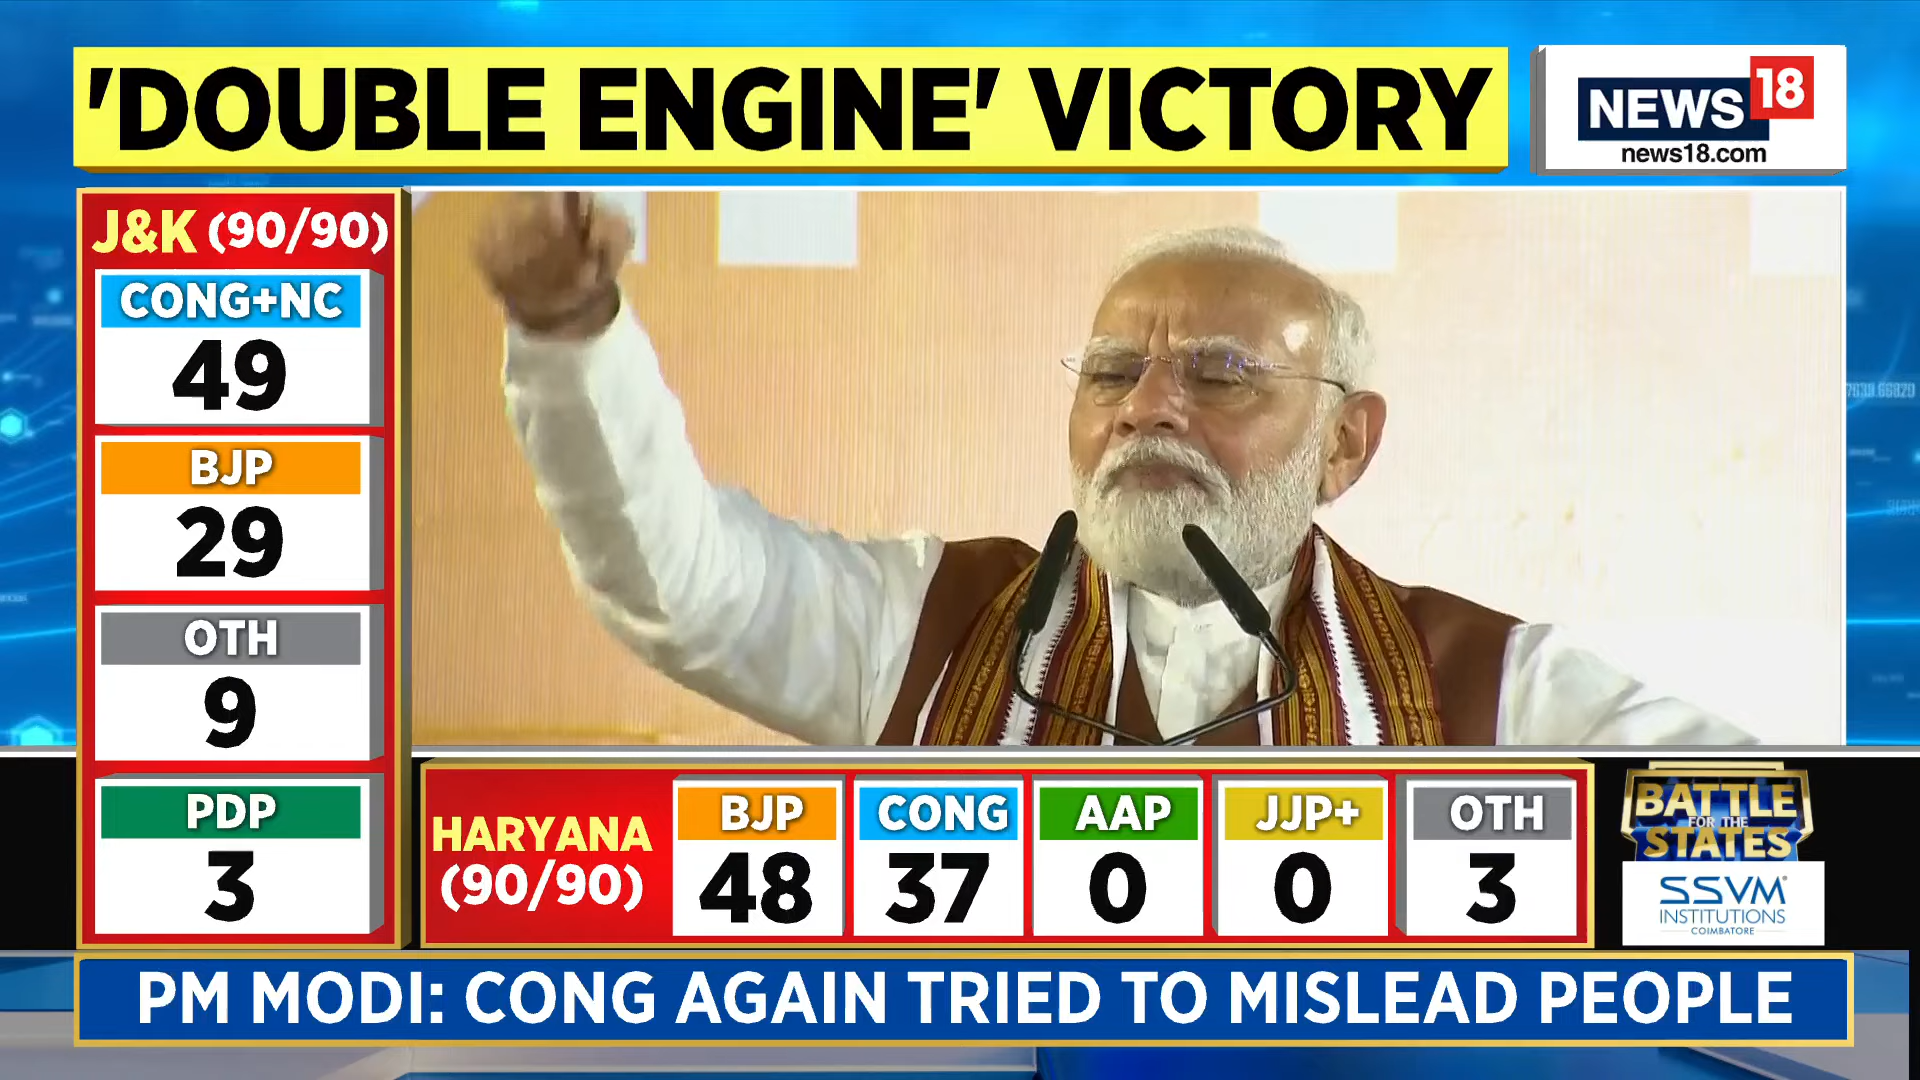 'DOUBLE ENGINE' VICTORY
NEWS 18
news18.com
J&K (90/90)
CONG+NC
49
BJP
29
OTH
9
PDP
3
HARYANA
(90/90)
BJP
48
CONG
37
AAP
0
JJP+
0
OTH
3
BATTLE
FOR THE
STATES
SSVM
INSTITUTIONS
COIMBATORE
PM MODI: CONG AGAIN TRIED TO MISLEAD PEOPLE